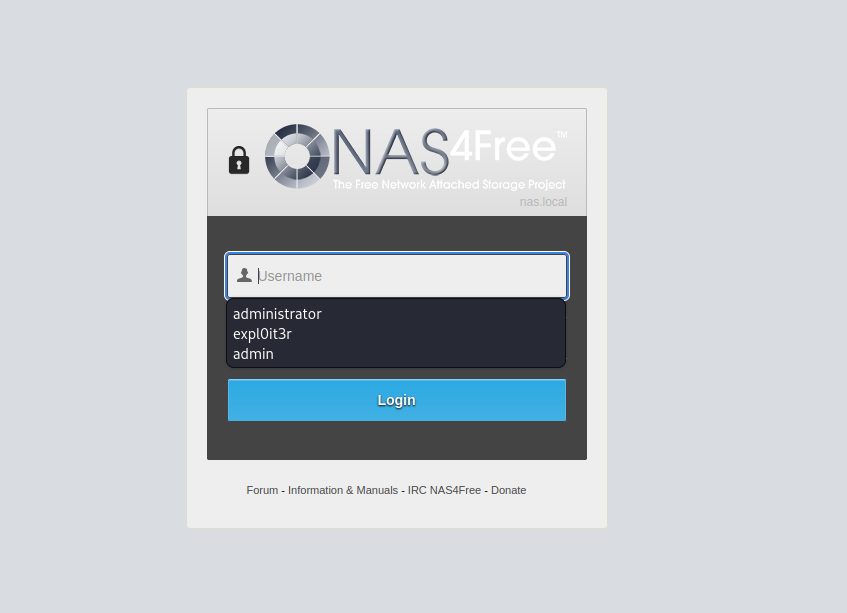 NAS4Free™
The Free Network Attached Storage Project
nas.local
Username
administrator
expl0it3r
admin
Login
Forum - Information & Manuals - IRC NAS4Free - Donate